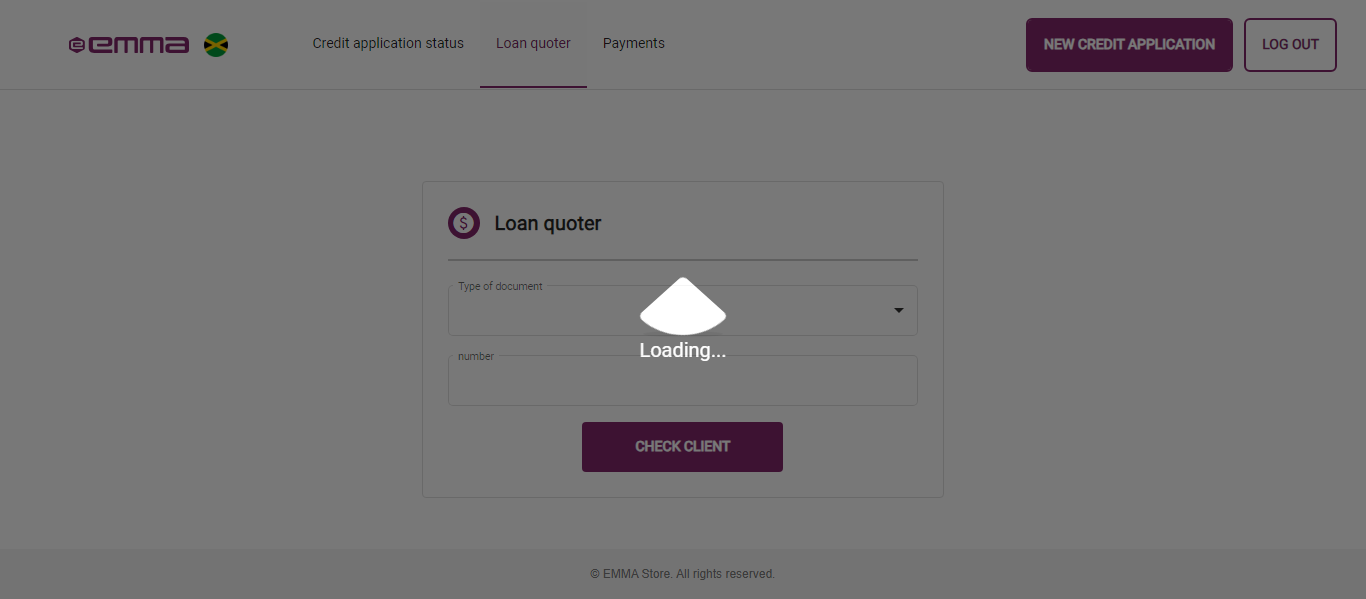 emma
Credit application status
Loan quoter
Payments
NEW CREDIT APPLICATION
LOG OUT
$ Loan quoter
Type of document
Loading...
number
CHECK CLIENT
© EMMA Store. All rights reserved.